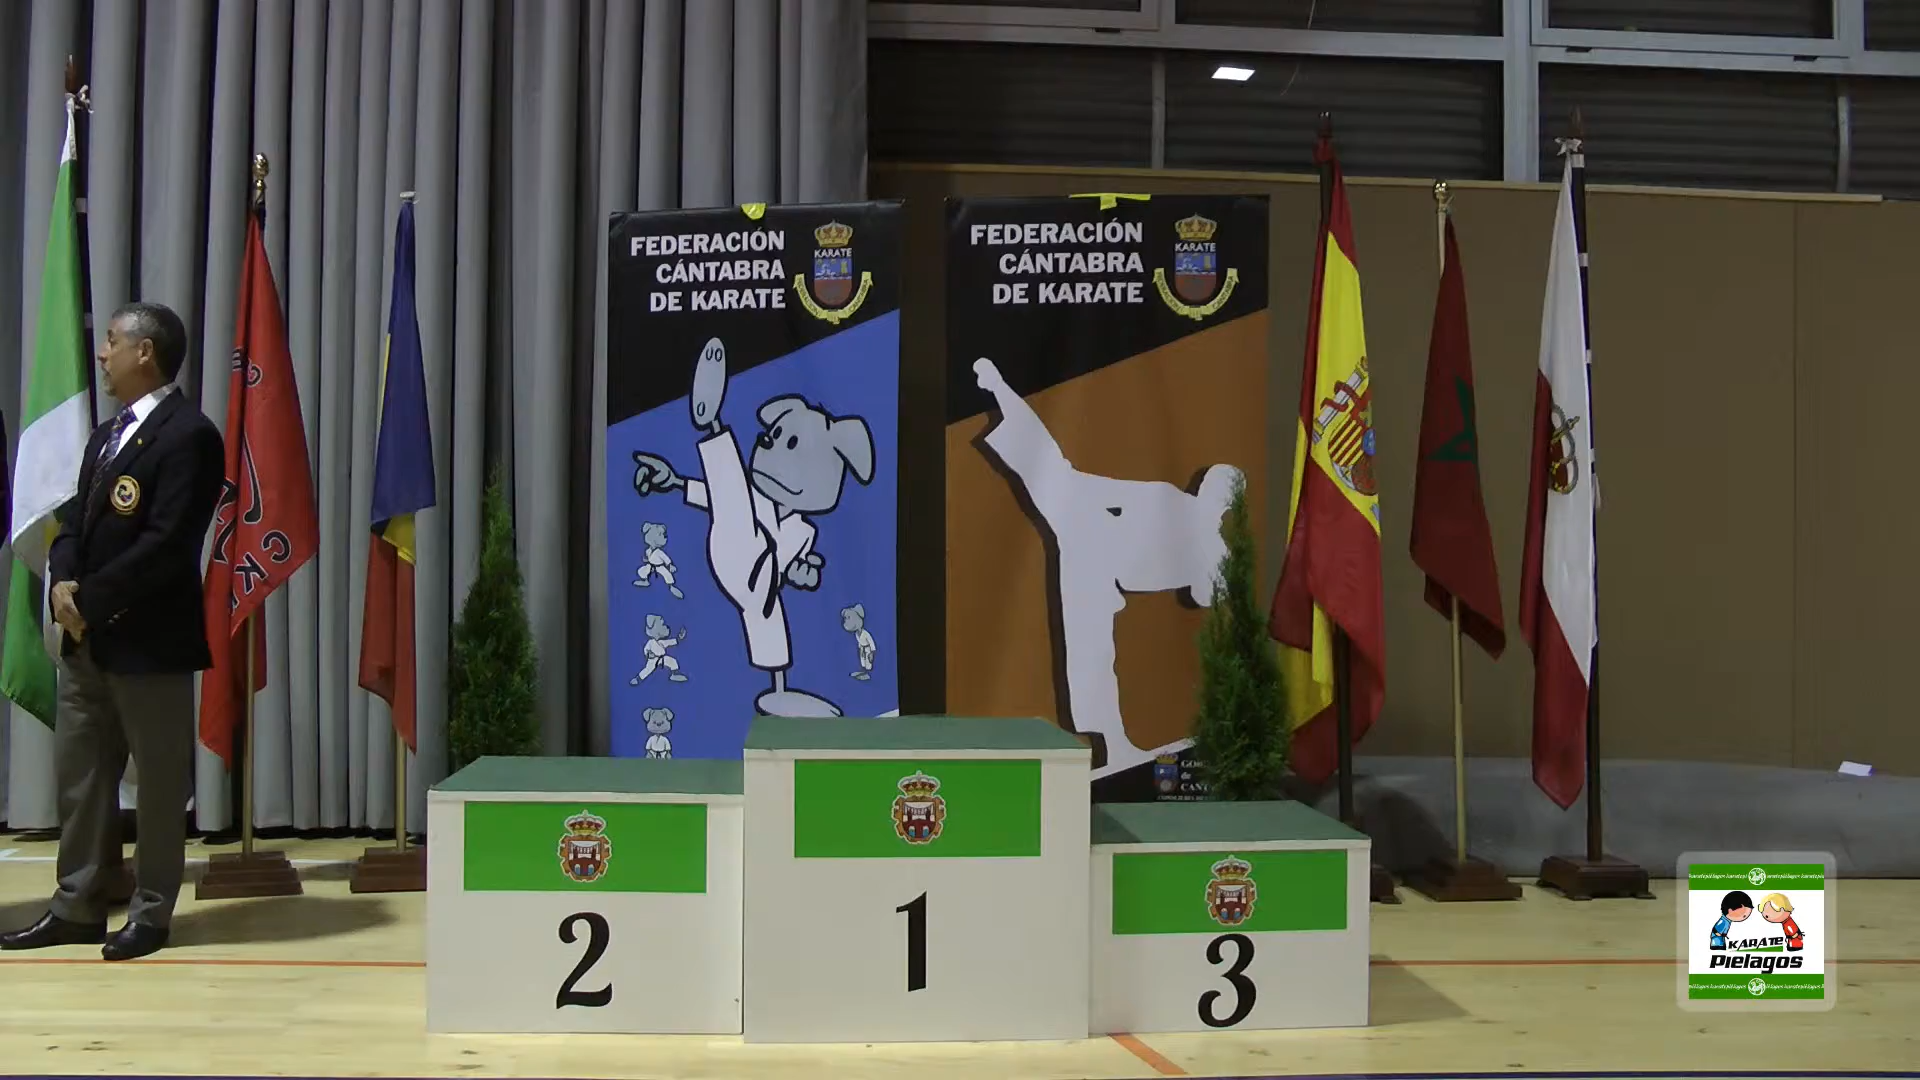 FEDERACIÓN
CÁNTABRA
DE KARATE
KARATE
FEDERACIÓN
CÁNTABRA
DE KARATE
KARATE
2
1
3
KARATE
Pielagos